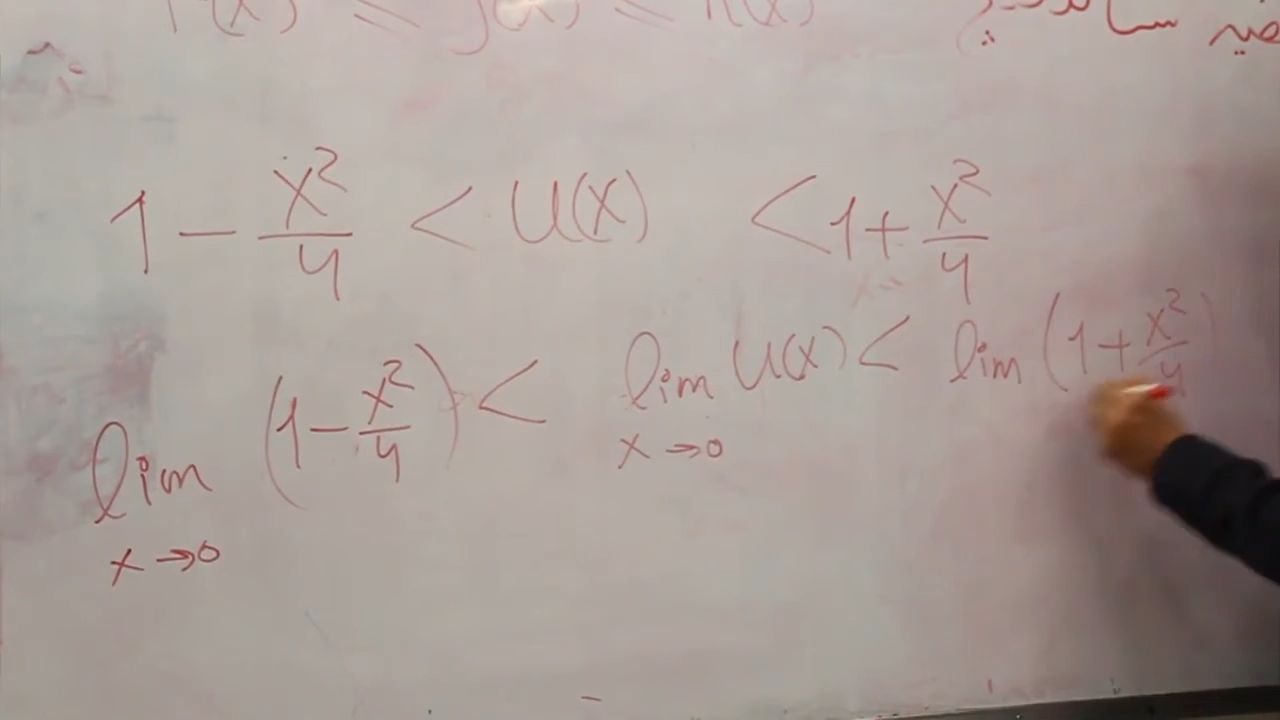 f(x) ⩽ g(x) ⩽ h(x)
1 - x²/4 < U(x) < 1 + x²/4
lim x→0 (1 - x²/4) < lim x→0 U(x) < lim (1 + x²/4)